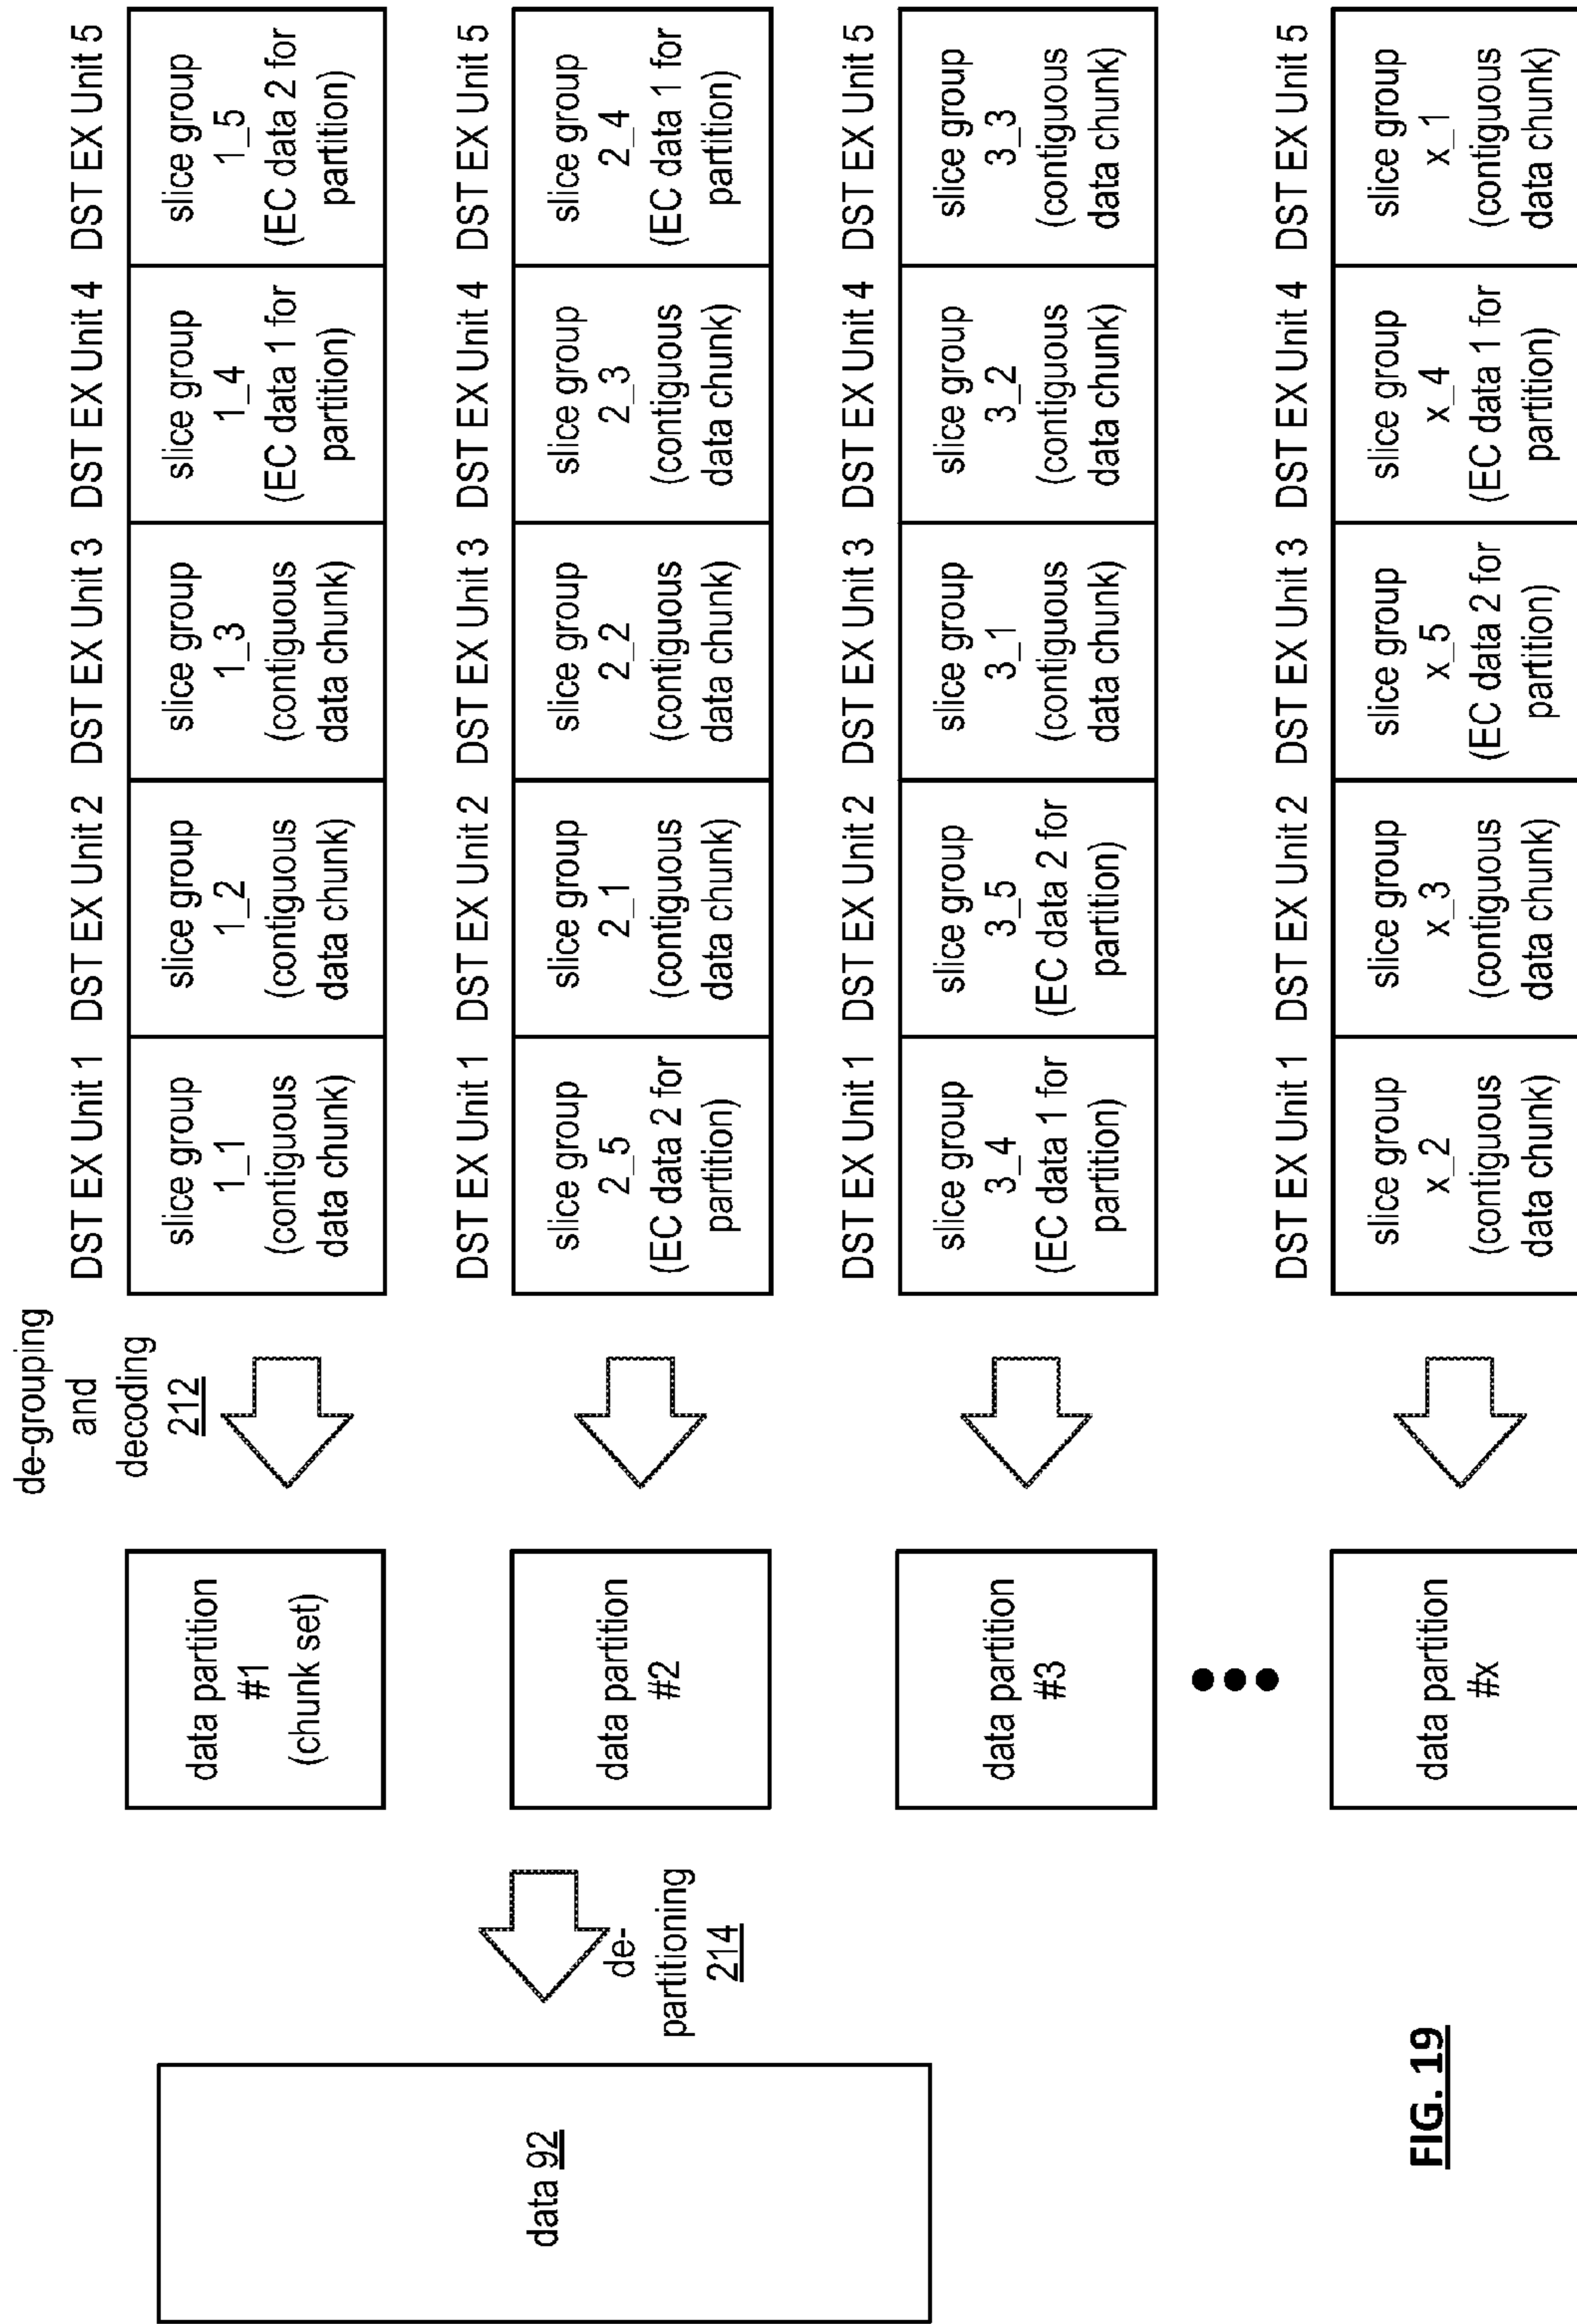 de-grouping
and
decoding
212
DST EX Unit 1 DST EX Unit 2 DST EX Unit 3 DST EX Unit 4 DST EX Unit 5
data partition
#1
(chunk set)
slice group
1_1
(contiguous
data chunk)
slice group
1_2
(contiguous
data chunk)
slice group
1_3
(contiguous
data chunk)
slice group
1_4
(EC data 1 for
partition)
slice group
1_5
(EC data 2 for
partition)
DST EX Unit 1 DST EX Unit 2 DST EX Unit 3 DST EX Unit 4 DST EX Unit 5
data 92
de-
partitioning
214
data partition
#2
slice group
2_5
(EC data 2 for
partition)
slice group
2_1
(contiguous
data chunk)
slice group
2_2
(contiguous
data chunk)
slice group
2_3
(contiguous
data chunk)
slice group
2_4
(EC data 1 for
partition)
DST EX Unit 1 DST EX Unit 2 DST EX Unit 3 DST EX Unit 4 DST EX Unit 5
data partition
#3
slice group
3_4
(EC data 1 for
partition)
slice group
3_5
(EC data 2 for
partition)
slice group
3_1
(contiguous
data chunk)
slice group
3_2
(contiguous
data chunk)
slice group
3_3
(contiguous
data chunk)
DST EX Unit 1 DST EX Unit 2 DST EX Unit 3 DST EX Unit 4 DST EX Unit 5
data partition
#x
slice group
x_2
(contiguous
data chunk)
slice group
x_3
(contiguous
data chunk)
slice group
x_5
(EC data 2 for
partition)
slice group
x_4
(EC data 1 for
partition)
slice group
x_1
(contiguous
data chunk)
FIG. 19